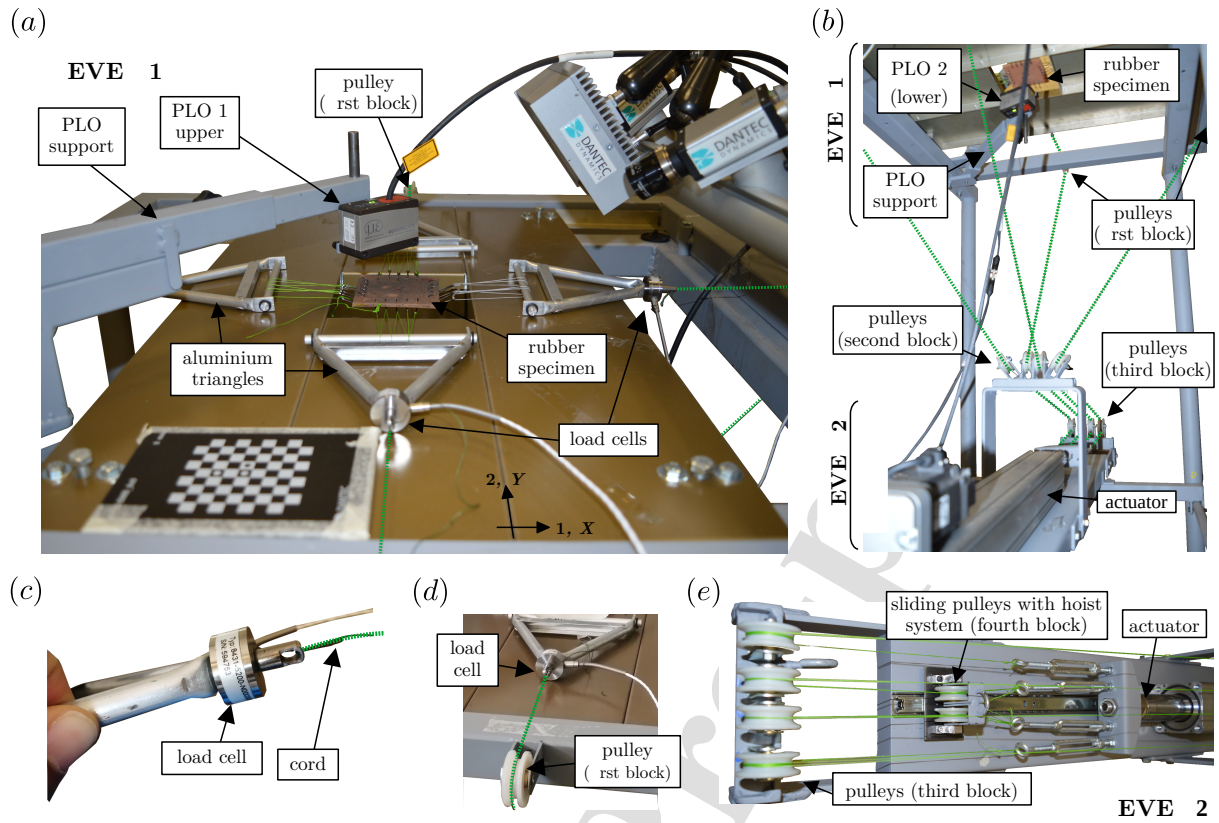 (a)
EVE 1
PLO
support
PLO 1
upper
pulley
( rst block)
DANTEC
DYNAMICS
DANTEC
DYNAMICS
aluminium
triangles
rubber
specimen
load cells
2, Y
1, X
(b)
EVE 1
PLO 2
(lower)
rubber
specimen
PLO
support
pulleys
( rst block)
pulleys
(second block)
pulleys
(third block)
EVE 2
actuator
(c)
load cell
cord
(d)
load
cell
pulley
( rst block)
(e)
sliding pulleys with hoist
system (fourth block)
actuator
pulleys (third block)
EVE 2